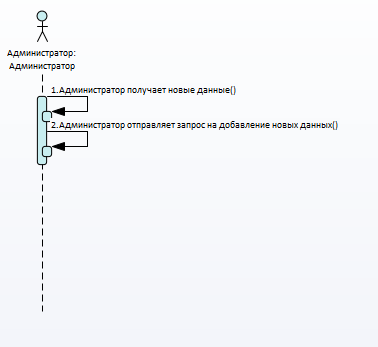 Администратор:
Администратор
1.Администратор получает новые данные()
2.Администратор отправляет запрос на добавление новых данных()